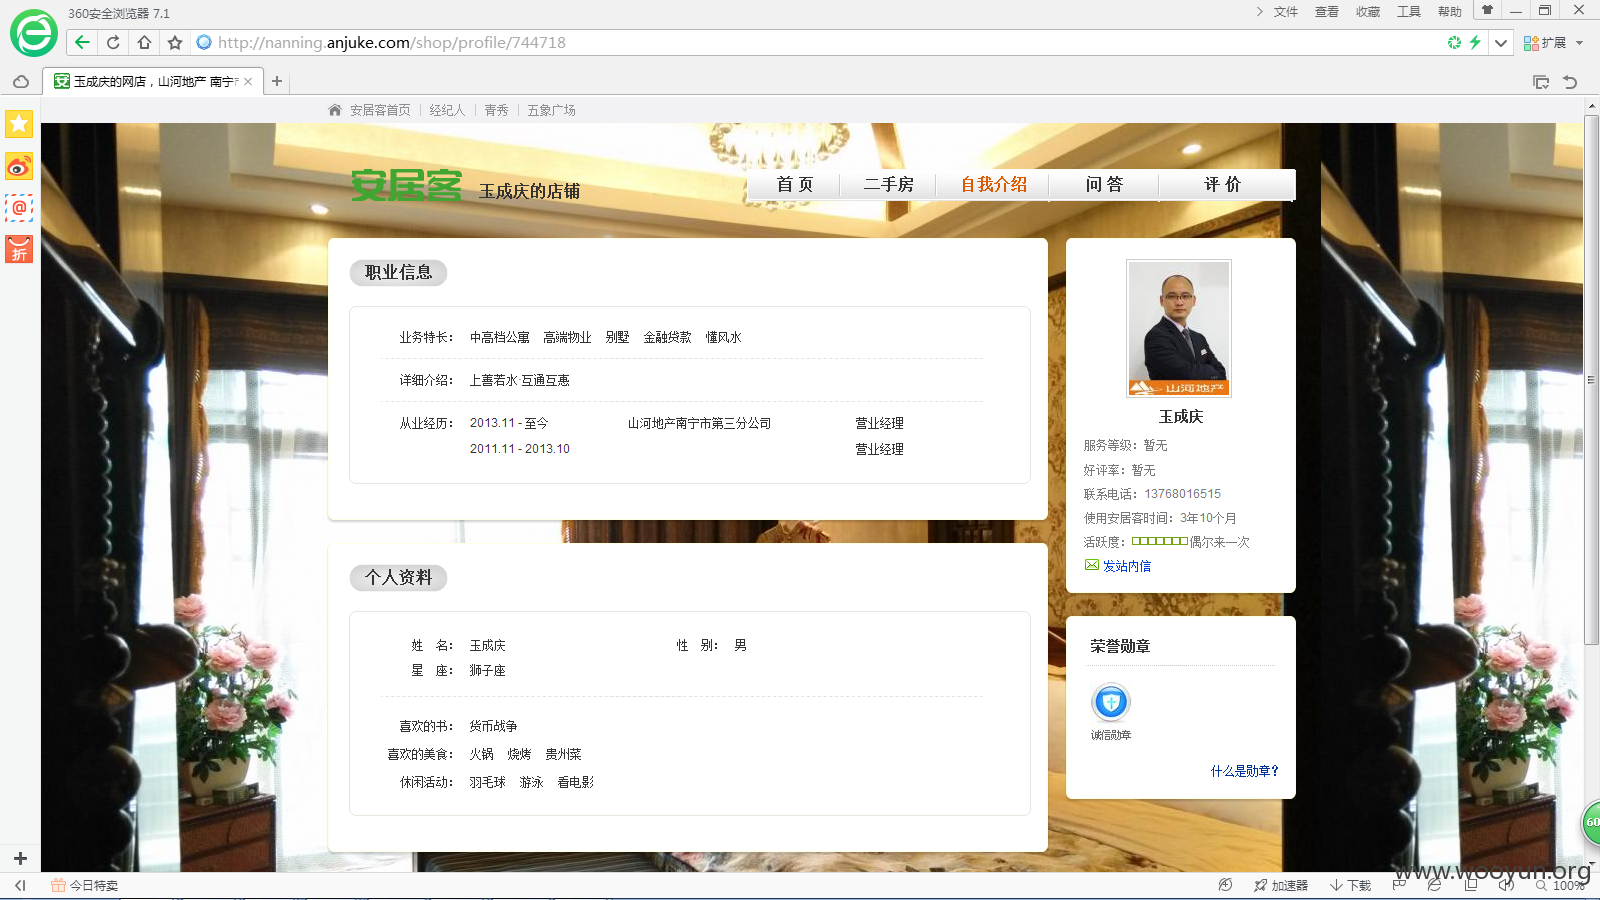 360安全浏览器 7.1
文件 查看 收藏 工具 帮助
http://nanning.anjuke.com/shop/profile/744718
扩展
玉成庆的网店，山河地产 南宁
安居客首页 经纪人 青秀 五象广场
安居客 玉成庆的店铺
首 页 二手房 自我介绍 问 答 评 价
职业信息
业务特长： 中高档公寓 高端物业 别墅 金融贷款 懂风水
详细介绍： 上善若水·互通互惠
从业经历： 2013.11 - 至今 山河地产南宁市第三分公司 营业经理
2011.11 - 2013.10 营业经理
个人资料
姓 名： 玉成庆 性 别： 男
星 座： 狮子座
喜欢的书： 货币战争
喜欢的美食： 火锅 烧烤 贵州菜
休闲活动： 羽毛球 游泳 看电影
山河地产
玉成庆
服务等级：暂无
好评率：暂无
联系电话：13768016515
使用安居客时间：3年10个月
活跃度：偶尔来一次
发站内信
荣誉勋章
诚信勋章
什么是勋章？
折
60
今日特卖
加速器 下载 100%
www.wooyun.org